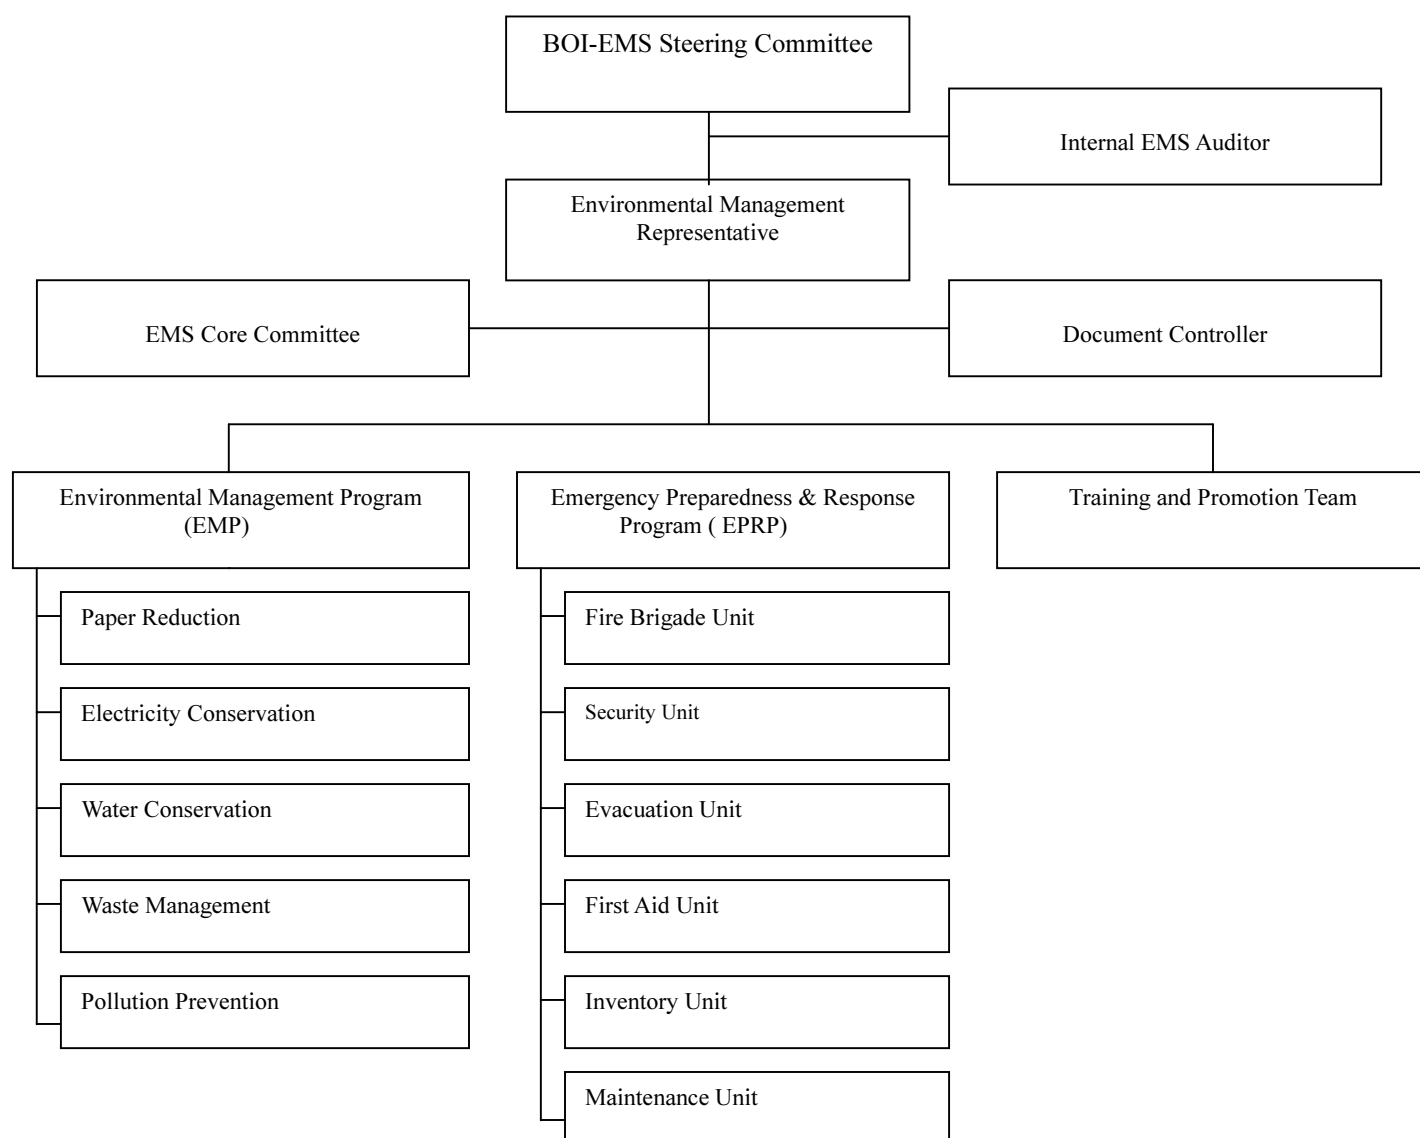 BOI-EMS Steering Committee
Internal EMS Auditor
Environmental Management
Representative
EMS Core Committee
Document Controller
Environmental Management Program
(EMP)
Emergency Preparedness & Response
Program ( EPRP)
Training and Promotion Team
Paper Reduction
Electricity Conservation
Water Conservation
Waste Management
Pollution Prevention
Fire Brigade Unit
Security Unit
Evacuation Unit
First Aid Unit
Inventory Unit
Maintenance Unit